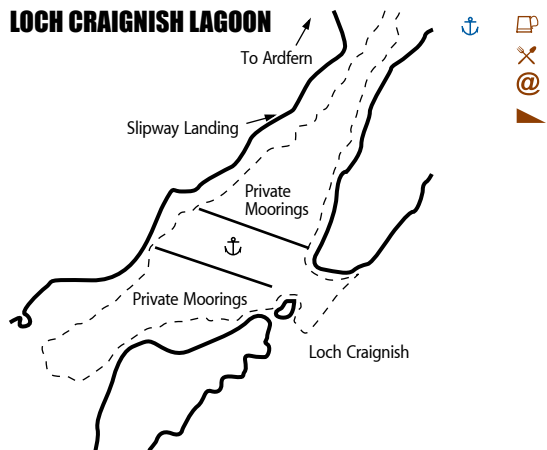 LOCH CRAIGNISH LAGOON
To Ardfern
Slipway Landing
Private
Moorings
Private Moorings
Loch Craignish
@